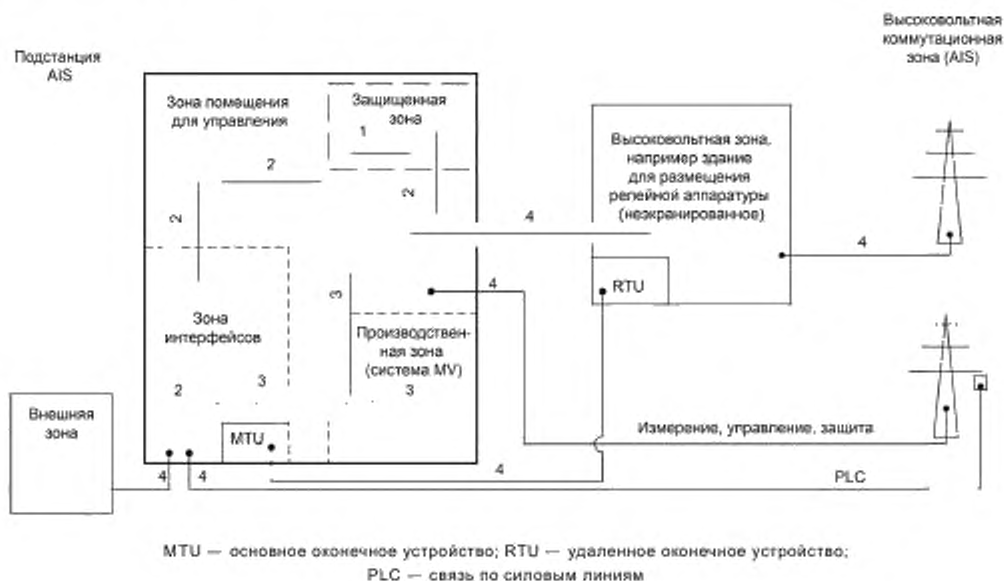 Высоковольтная
коммутационная
зона (AIS)
Подстанция
AIS
Зона помещения
для управления
Защищенная
зона
1
2
2
2
Высоковольтная зона,
например здание
для размещения
релейной аппаратуры
(неэкранированное)
4
4
RTU
4
3
Зона
интерфейсов
Производствен-
ная зона
(система MV)
2
3
3
Внешняя
зона
MTU
Измерение, управление, защита
4
4
4
PLC
MTU — основное оконечное устройство; RTU — удаленное оконечное устройство;
PLC — связь по силовым линиям